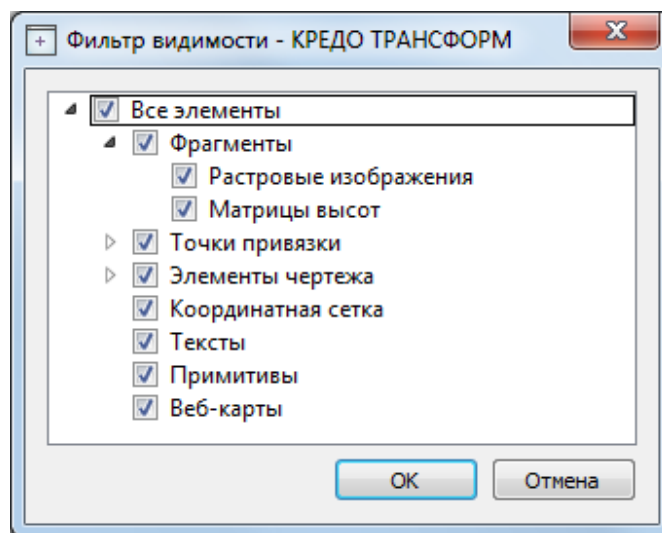 Фильтр видимости - КРЕДО ТРАНСФОРМ
Все элементы
Фрагменты
Растровые изображения
Матрицы высот
Точки привязки
Элементы чертежа
Координатная сетка
Тексты
Примитивы
Веб-карты
ОК Отмена